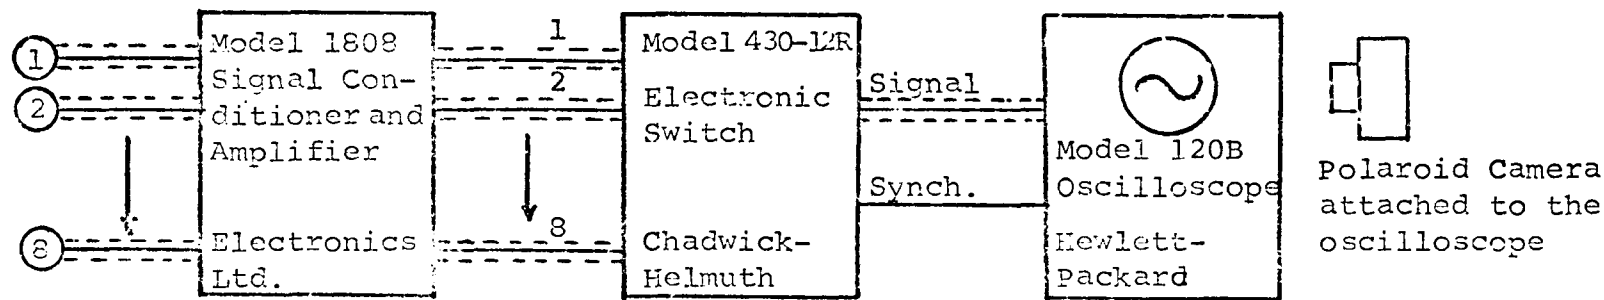 1
2
8
Model 1808
Signal Con-
ditioner and
Amplifier
Electronics
Ltd.
1
2
8
Model 430-12R
Electronic
Switch
Chadwick-
Helmuth
Signal
Synch.
Model 120B
Oscilloscope
Hewlett-
Packard
Polaroid Camera
attached to the
oscilloscope